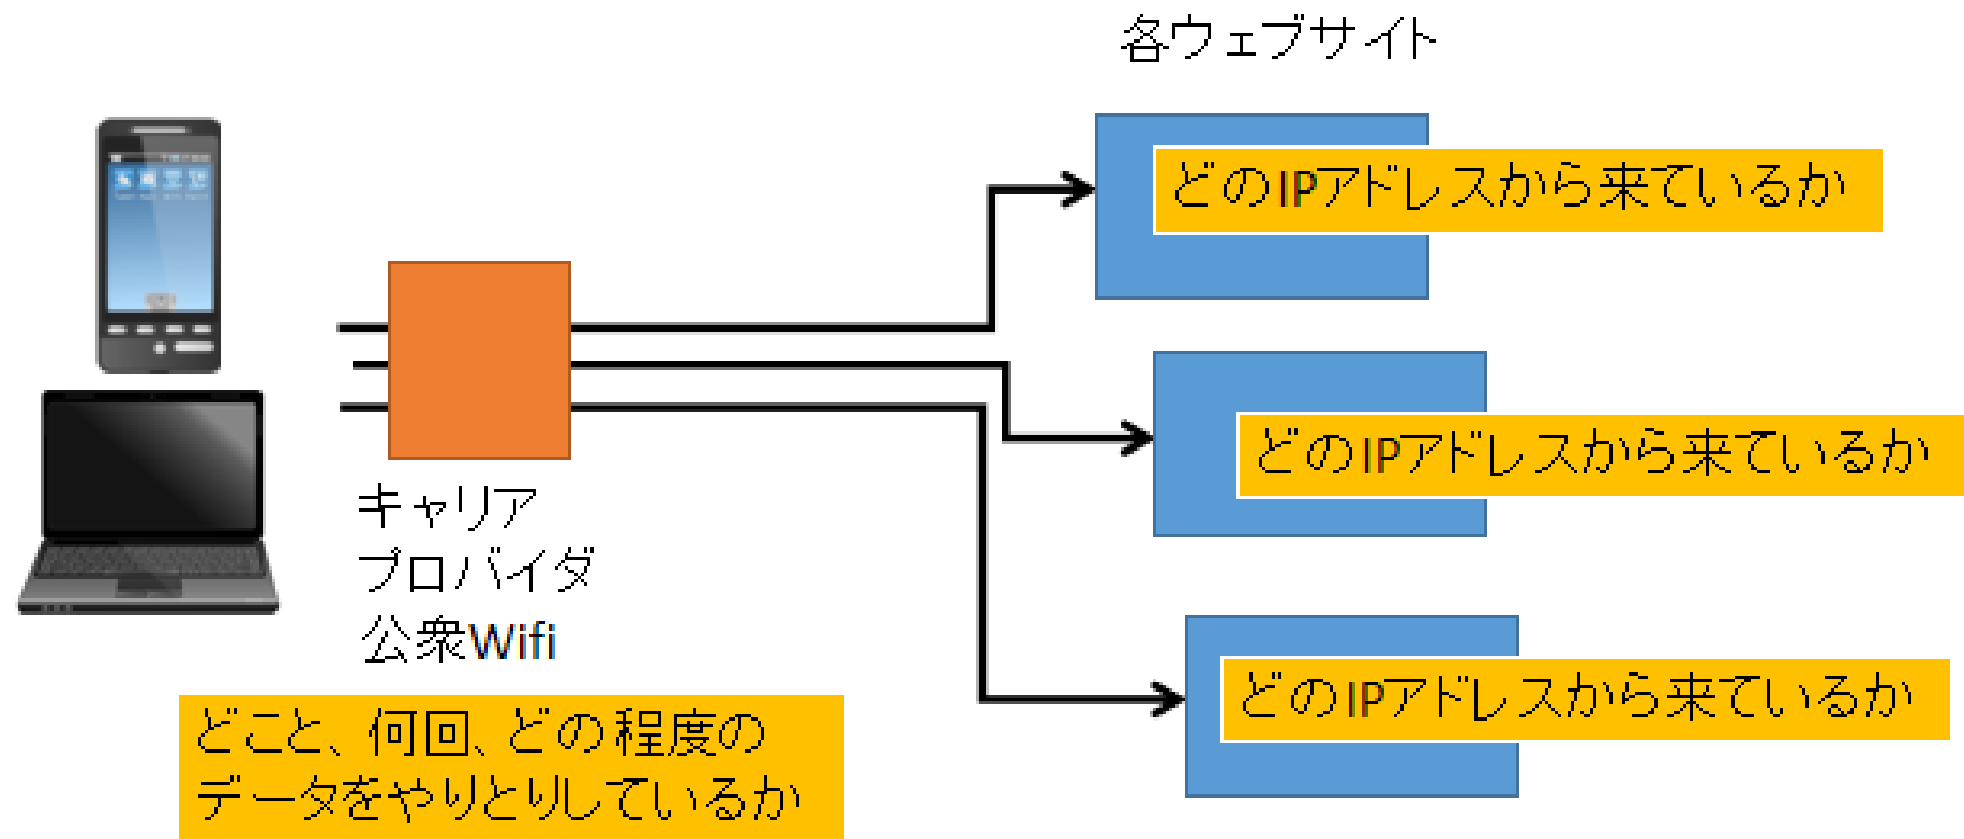 各ウェブサイト
どのIPアドレスから来ているか
どのIPアドレスから来ているか
キャリア
プロバイダ
公衆Wifi
どのIPアドレスから来ているか
どこと、何回、どの程度の
データをやりとりしているか